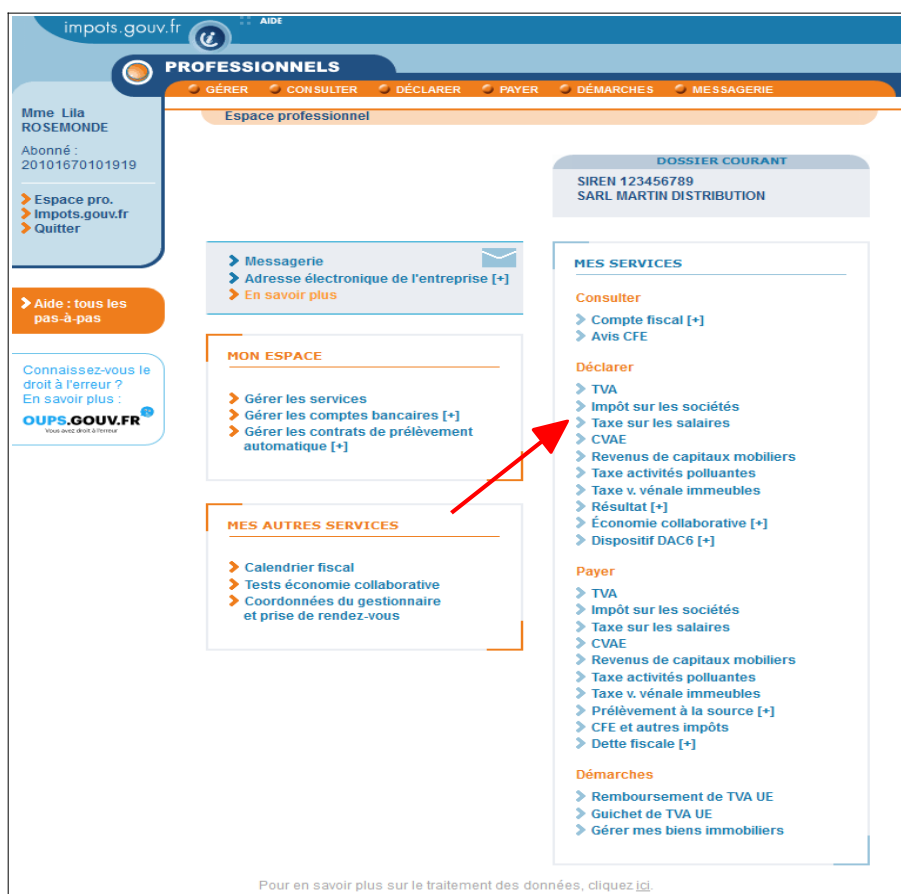 impots.gouv.fr
AIDE
PROFESSIONNELS
GÉRER CONSULTER DÉCLARER PAYER DÉMARCHES MESSAGERIE
Mme Lila
ROSEMONDE
Abonné :
20101670101919
Espace pro.
Impots.gouv.fr
Quitter
Aide : tous les
pas-à-pas
Connaissez-vous le
droit à l'erreur ?
En savoir plus :
OUPS.GOUV.FR
Vous avez droit à l'erreur
Espace professionnel
DOSSIER COURANT
SIREN 123456789
SARL MARTIN DISTRIBUTION
Messagerie
Adresse électronique de l'entreprise [+]
En savoir plus
MON ESPACE
Gérer les services
Gérer les comptes bancaires [+]
Gérer les contrats de prélèvement
automatique [+]
MES AUTRES SERVICES
Calendrier fiscal
Tests économie collaborative
Coordonnées du gestionnaire
et prise de rendez-vous
MES SERVICES
Consulter
Compte fiscal [+]
Avis CFE
Déclarer
TVA
Impôt sur les sociétés
Taxe sur les salaires
CVAE
Revenus de capitaux mobiliers
Taxe activités polluantes
Taxe v. vénale immeubles
Résultat [+]
Économie collaborative [+]
Dispositif DAC6 [+]
Payer
TVA
Impôt sur les sociétés
Taxe sur les salaires
CVAE
Revenus de capitaux mobiliers
Taxe activités polluantes
Taxe v. vénale immeubles
Prélèvement à la source [+]
CFE et autres impôts
Dette fiscale [+]
Démarches
Remboursement de TVA UE
Guichet de TVA UE
Gérer mes biens immobiliers
Pour en savoir plus sur le traitement des données, cliquez ici.